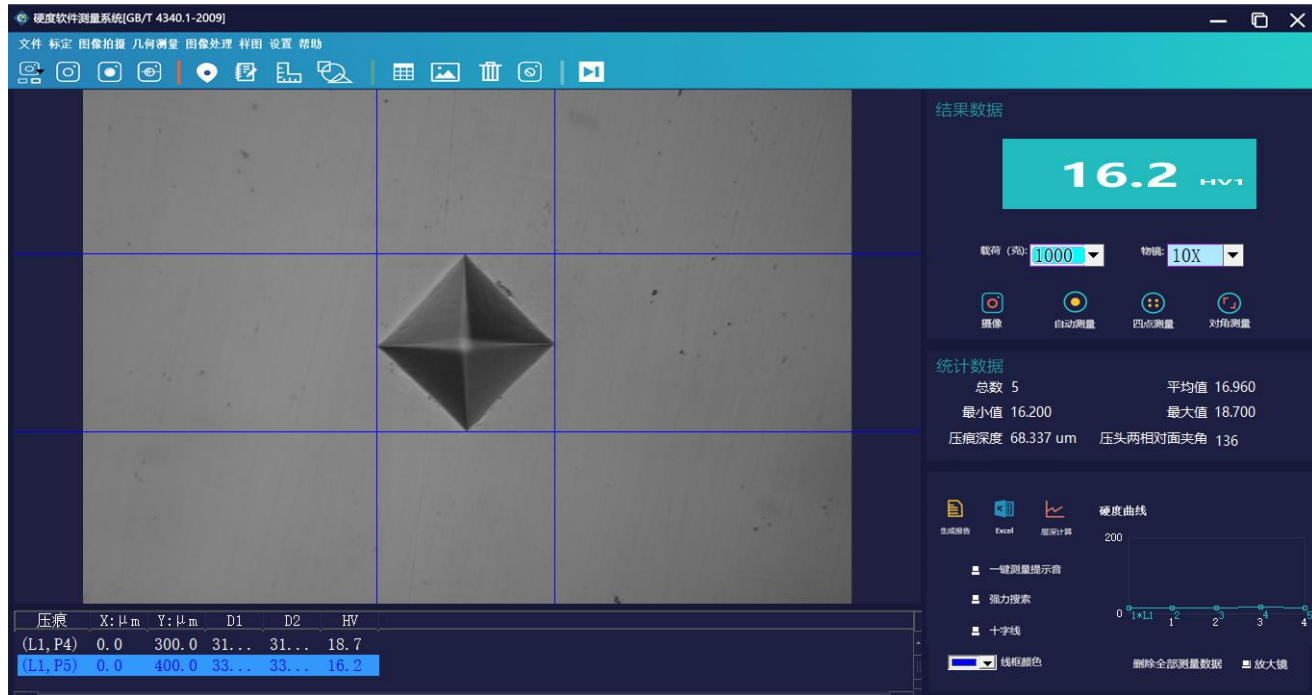 硬度软件测量系统[GB/T 4340.1-2009]
文件 标定 图像拍摄 几何测量 图像处理 样图 设置 帮助
结果数据
16.2 HV1
载荷 (克): 1000 物镜: 10X
摄像 自动测量 四点测量 对角测量
统计数据
总数 5 平均值 16.960
最小值 16.200 最大值 18.700
压痕深度 68.337 um 压头两相对面夹角 136
生成报告 Excel 层深计算 硬度曲线
200
一键测量提示音
强力搜索
0 1*L1 2 3 4 5
1 2 3 4
十字线
线框颜色 删除全部测量数据 放大镜
压痕 X:μm Y:μm D1 D2 HV
(L1,P4) 0.0 300.0 31... 31... 18.7
(L1,P5) 0.0 400.0 33... 33... 16.2